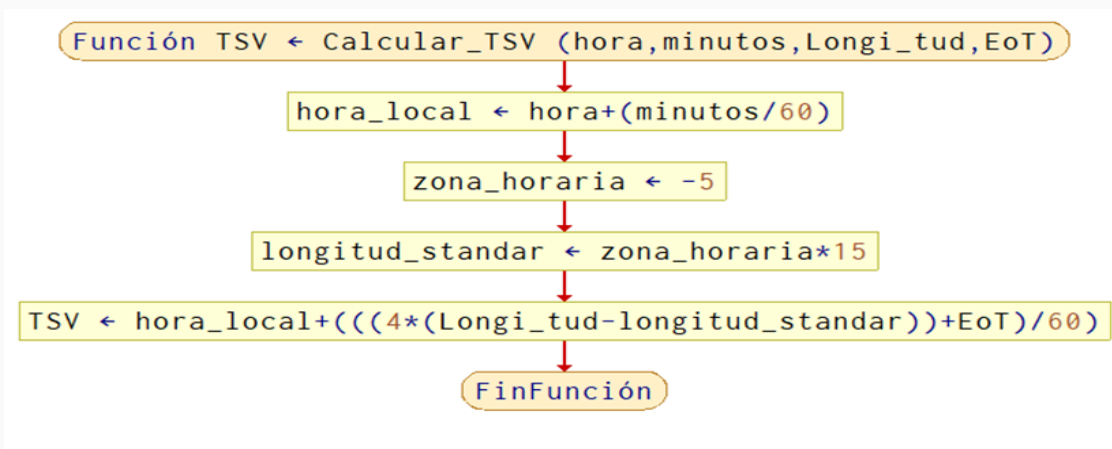 Función TSV ← Calcular_TSV (hora,minutos,Longi_tud,EoT)
hora_local ← hora+(minutos/60)
zona_horaria ← -5
longitud_standar ← zona_horaria*15
TSV ← hora_local+(((4*(Longi_tud-longitud_standar))+EoT)/60)
FinFunción